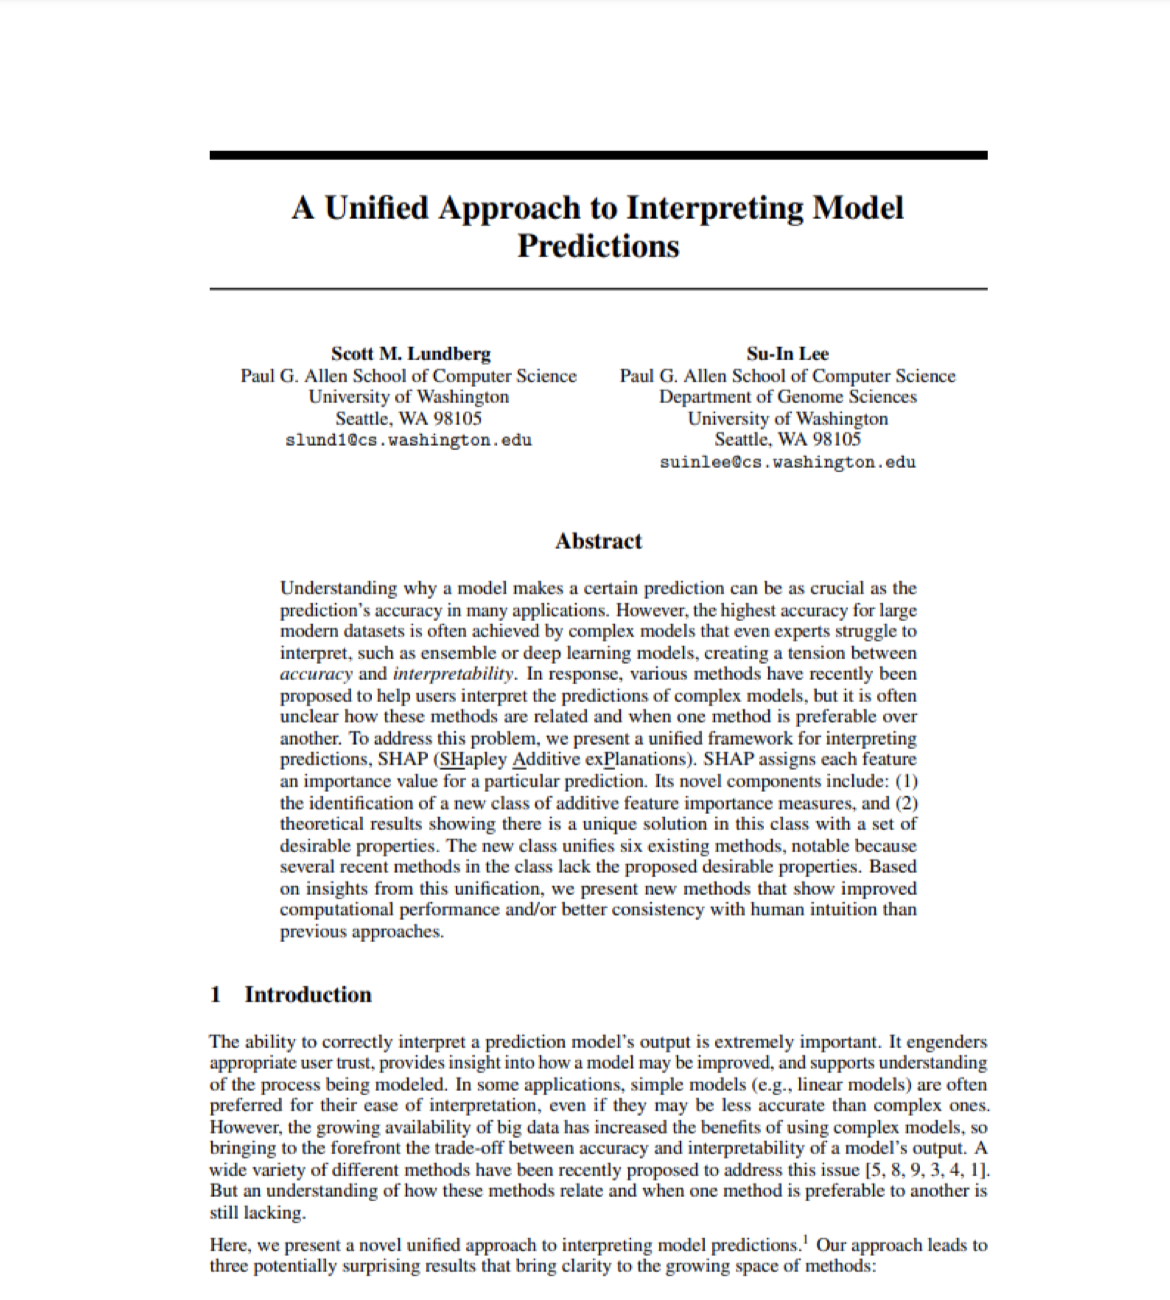 A Unified Approach to Interpreting Model
Predictions
Scott M. Lundberg
Paul G. Allen School of Computer Science
University of Washington
Seattle, WA 98105
slund1@cs.washington.edu
Su-In Lee
Paul G. Allen School of Computer Science
Department of Genome Sciences
University of Washington
Seattle, WA 98105
suinlee@cs.washington.edu
Abstract
Understanding why a model makes a certain prediction can be as crucial as the
prediction's accuracy in many applications. However, the highest accuracy for large
modern datasets is often achieved by complex models that even experts struggle to
interpret, such as ensemble or deep learning models, creating a tension between
accuracy and interpretability. In response, various methods have recently been
proposed to help users interpret the predictions of complex models, but it is often
unclear how these methods are related and when one method is preferable over
another. To address this problem, we present a unified framework for interpreting
predictions, SHAP (SHapley Additive exPlanations). SHAP assigns each feature
an importance value for a particular prediction. Its novel components include: (1)
the identification of a new class of additive feature importance measures, and (2)
theoretical results showing there is a unique solution in this class with a set of
desirable properties. The new class unifies six existing methods, notable because
several recent methods in the class lack the proposed desirable properties. Based
on insights from this unification, we present new methods that show improved
computational performance and/or better consistency with human intuition than
previous approaches.
1 Introduction
The ability to correctly interpret a prediction model's output is extremely important. It engenders
appropriate user trust, provides insight into how a model may be improved, and supports understanding
of the process being modeled. In some applications, simple models (e.g., linear models) are often
preferred for their ease of interpretation, even if they may be less accurate than complex ones.
However, the growing availability of big data has increased the benefits of using complex models, so
bringing to the forefront the trade-off between accuracy and interpretability of a model's output. A
wide variety of different methods have been recently proposed to address this issue [5, 8, 9, 3, 4, 1].
But an understanding of how these methods relate and when one method is preferable to another is
still lacking.
Here, we present a novel unified approach to interpreting model predictions.¹ Our approach leads to
three potentially surprising results that bring clarity to the growing space of methods: